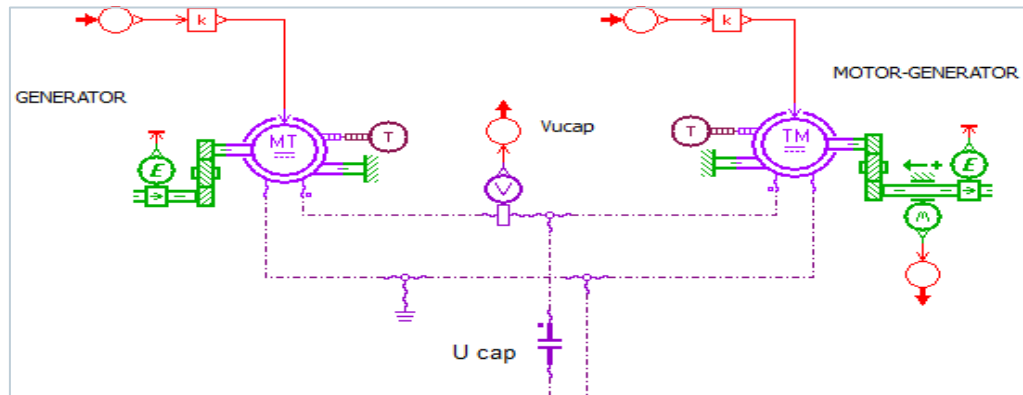 k
k
GENERATOR
MOTOR-GENERATOR
Vucap
MT
T
T
TM
E
E
V
m
U cap